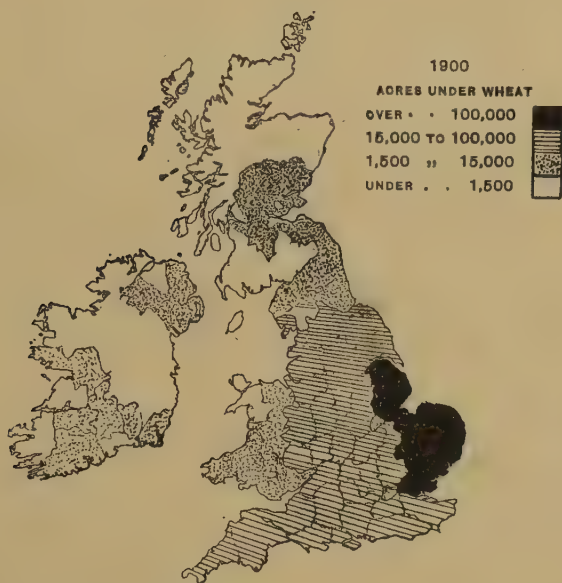 1900
ACRES UNDER WHEAT
OVER · · 100,000
15,000 TO 100,000
1,500 „ 15,000
UNDER . . 1,500